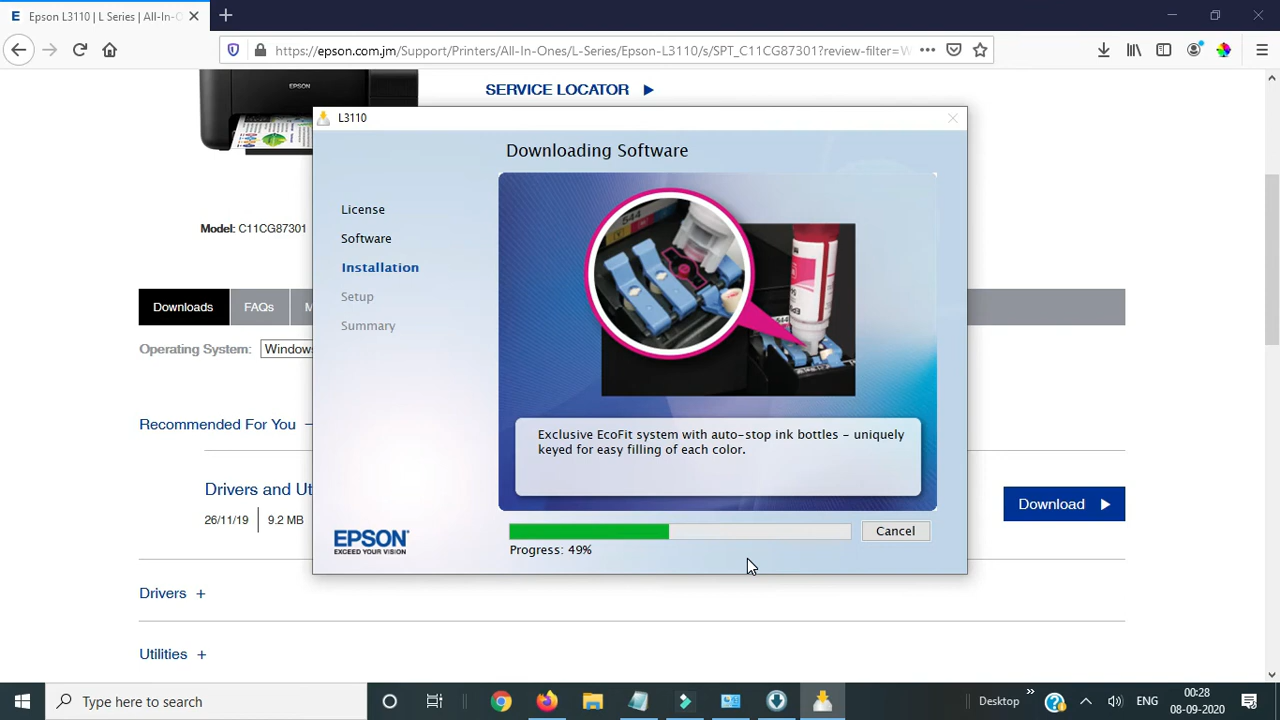 E Epson L3110 | L Series | All-In-O
https://epson.com.jm/Support/Printers/All-In-Ones/L-Series/Epson-L3110/s/SPT_C11CG87301?review-filter=W
EPSON
SERVICE LOCATOR
L3110
Downloading Software
License
Software
Installation
Setup
Summary
544
Model: C11CG87301
Downloads
FAQs
M
Operating System:
Windows
Exclusive EcoFit system with auto-stop ink bottles - uniquely
keyed for easy filling of each color.
Recommended For You
Drivers and Ut
Download
26/11/19
9.2 MB
EPSON
EXCEED YOUR VISION
Cancel
Progress: 49%
Drivers +
Utilities +
Type here to search
Desktop
ENG
00:28
08-09-2020